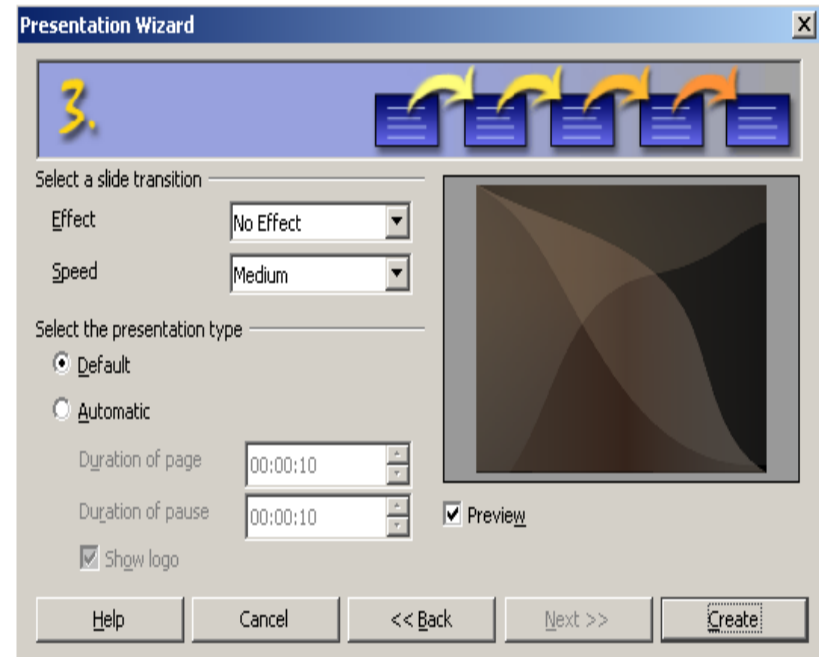 Presentation Wizard
3.
Select a slide transition
Effect No Effect
Speed Medium
Select the presentation type
Default
Automatic
Duration of page 00:00:10
Duration of pause 00:00:10
Preview
Show logo
Help Cancel << Back Next >> Create